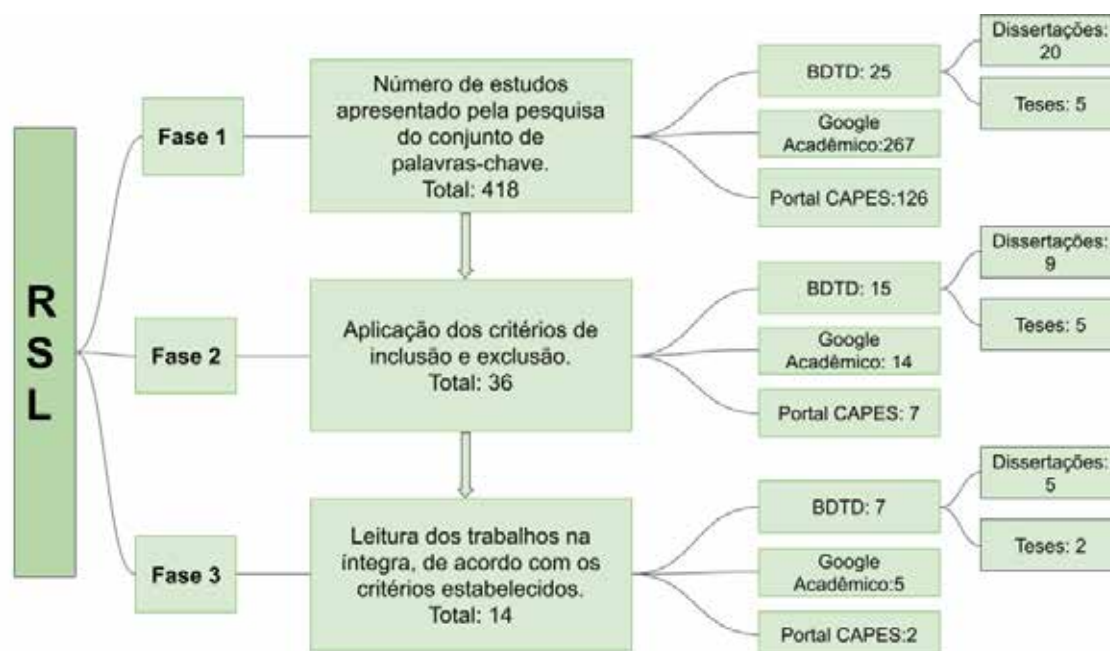 RSL
Fase 1
Número de estudos
apresentado pela pesquisa
do conjunto de
palavras-chave.
Total: 418
BDTD: 25
Dissertações:
20
Teses: 5
Google
Acadêmico:267
Portal CAPES:126
Fase 2
Aplicação dos critérios de
inclusão e exclusão.
Total: 36
BDTD: 15
Dissertações:
9
Teses: 5
Google
Acadêmico: 14
Portal CAPES: 7
Fase 3
Leitura dos trabalhos na
íntegra, de acordo com os
critérios estabelecidos.
Total: 14
BDTD: 7
Dissertações:
5
Teses: 2
Google
Acadêmico:5
Portal CAPES:2